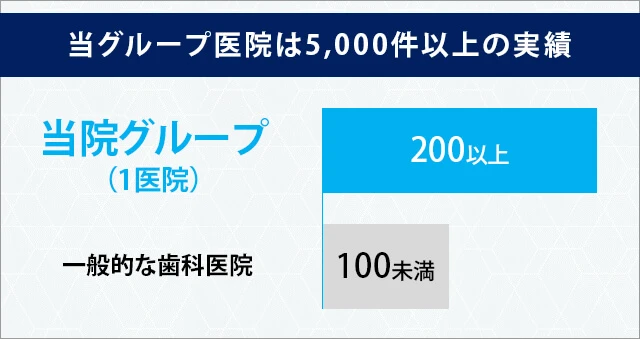 当グループ医院は5,000件以上の実績
当院グループ
（1医院）
200以上
一般的な歯科医院
100未満